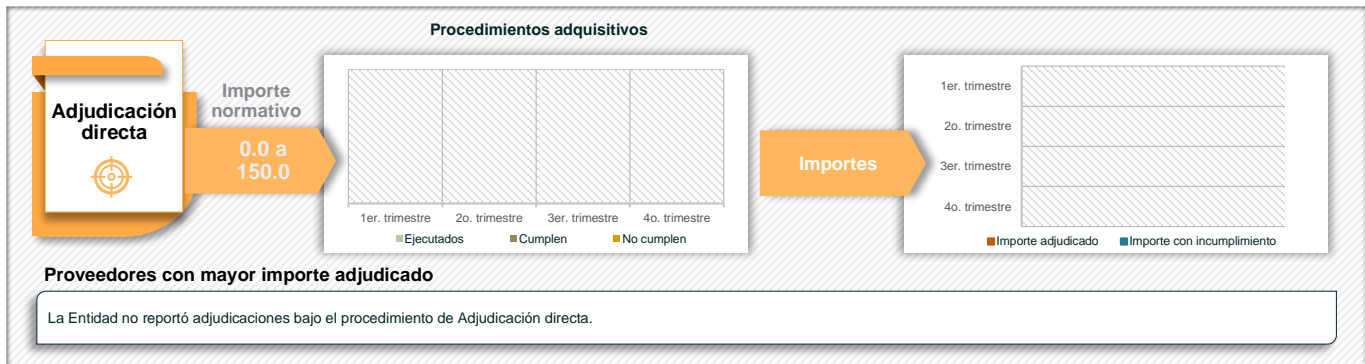 Procedimientos adquisitivos
Adjudicación
directa
Importe
normativo
0.0 a
150.0
1er. trimestre
2o. trimestre
3er. trimestre
4o. trimestre
Ejecutados
Cumplen
No cumplen
Importes
1er. trimestre
2o. trimestre
3er. trimestre
4o. trimestre
Importe adjudicado
Importe con incumplimiento
Proveedores con mayor importe adjudicado
La Entidad no reportó adjudicaciones bajo el procedimiento de Adjudicación directa.